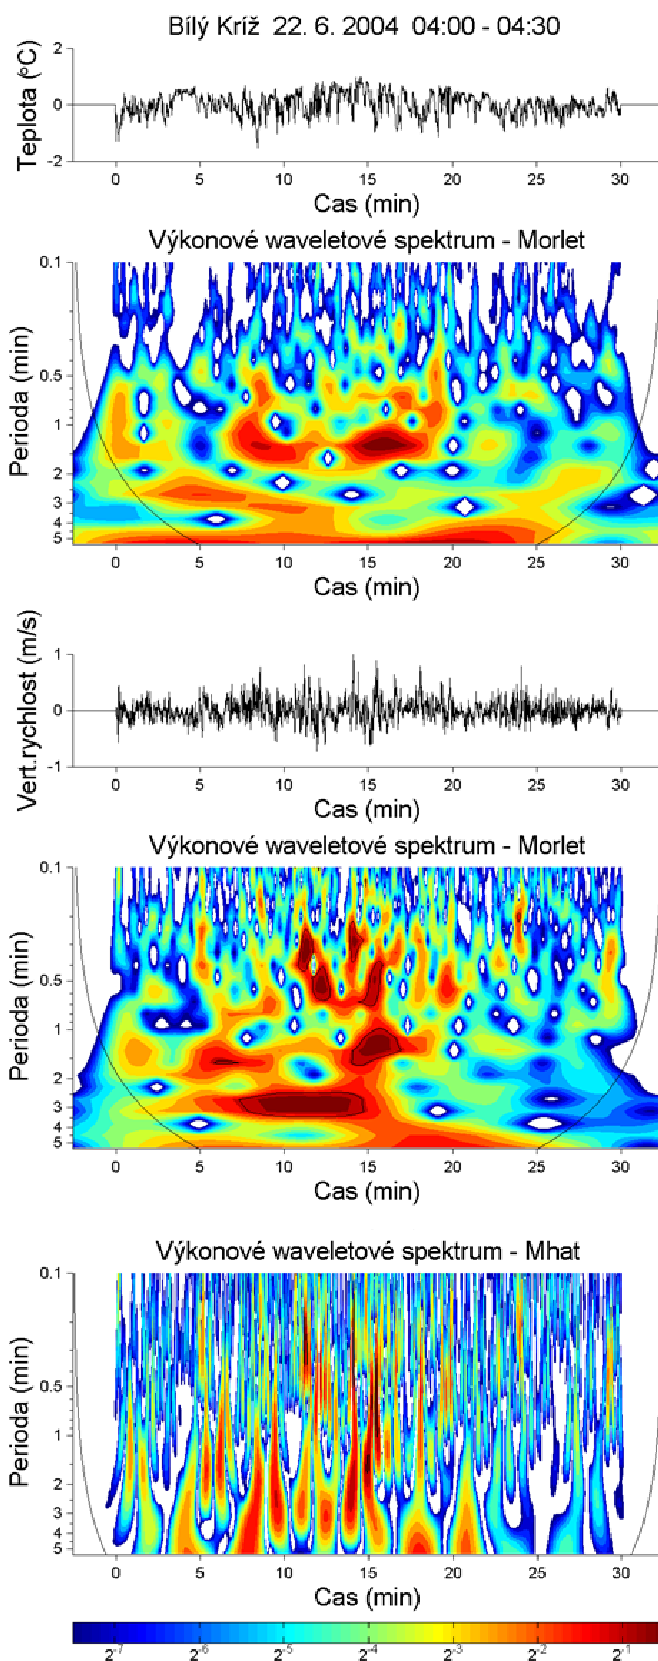 Bílý Kríž 22. 6. 2004 04:00 - 04:30
Teplota (°C)
2
0
-2
0 5 10 15 20 25 30
Cas (min)
Výkonové waveletové spektrum - Morlet
Perioda (min)
0.1
0.5
1
2
3
4
5
0 5 10 15 20 25 30
Cas (min)
Vert.rychlost (m/s)
1
0
-1
0 5 10 15 20 25 30
Cas (min)
Výkonové waveletové spektrum - Morlet
Perioda (min)
0.1
0.5
1
2
3
4
5
0 5 10 15 20 25 30
Cas (min)
Výkonové waveletové spektrum - Mhat
Perioda (min)
0.1
0.5
1
2
3
4
5
0 5 10 15 20 25 30
Cas (min)
2^-7 2^-6 2^-5 2^-4 2^-3 2^-2 2^-1